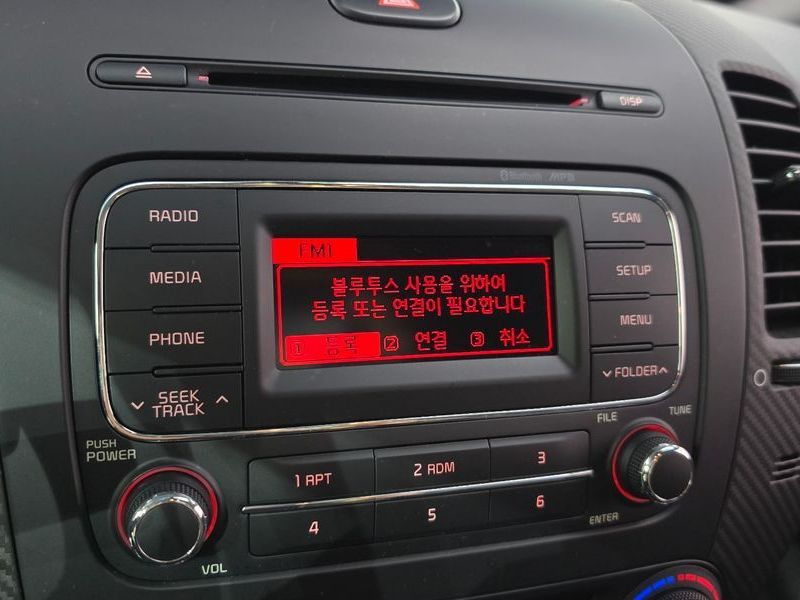 DISP
Bluetooth MP3
RADIO
MEDIA
PHONE
SEEK
TRACK
FM1
블루투스 사용을 위하여
등록 또는 연결이 필요합니다
1 등록 2 연결 3 취소
SCAN
SETUP
MENU
FOLDER
PUSH
POWER
VOL
1 RPT
2 RDM
3
4
5
6
FILE
TUNE
ENTER